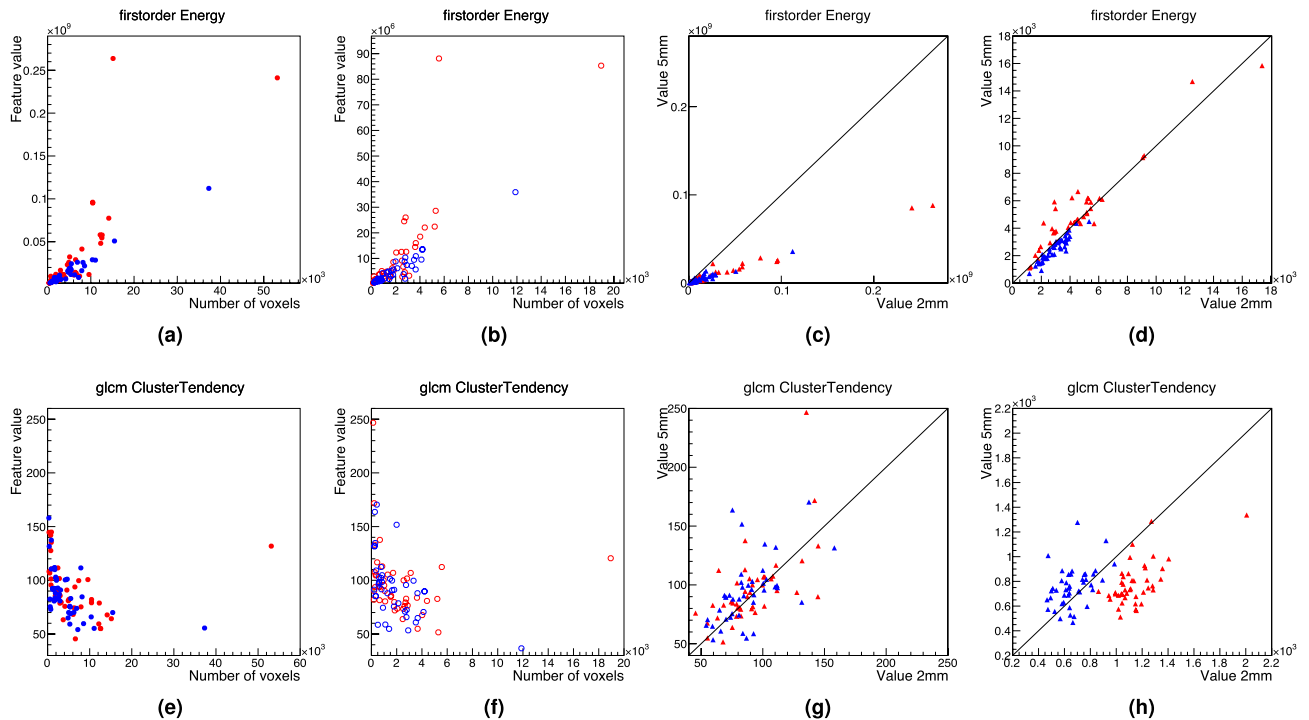 firstorder Energy
×10⁹
Feature value
0.25
0.2
0.15
0.1
0.05
0 10 20 30 40 50 60
×10³
Number of voxels
(a)
firstorder Energy
×10⁶
Feature value
90
80
70
60
50
40
30
20
10
0
0 2 4 6 8 10 12 14 16 18 20
×10³
Number of voxels
(b)
firstorder Energy
×10⁹
Value 5mm
0.2
0.1
0
0 0.1 0.2
×10⁹
Value 2mm
(c)
firstorder Energy
×10³
Value 5mm
18
16
14
12
10
8
6
4
2
0
0 2 4 6 8 10 12 14 16 18
×10³
Value 2mm
(d)
glcm ClusterTendency
Feature value
250
200
150
100
50
0 10 20 30 40 50 60
×10³
Number of voxels
(e)
glcm ClusterTendency
Feature value
250
200
150
100
50
0 2 4 6 8 10 12 14 16 18 20
×10³
Number of voxels
(f)
glcm ClusterTendency
Value 5mm
250
200
150
100
50
50 100 150 200 250
Value 2mm
(g)
glcm ClusterTendency
×10³
Value 5mm
2.2
2
1.8
1.6
1.4
1.2
1
0.8
0.6
0.4
0.2
0.2 0.4 0.6 0.8 1 1.2 1.4 1.6 1.8 2 2.2
×10³
Value 2mm
(h)